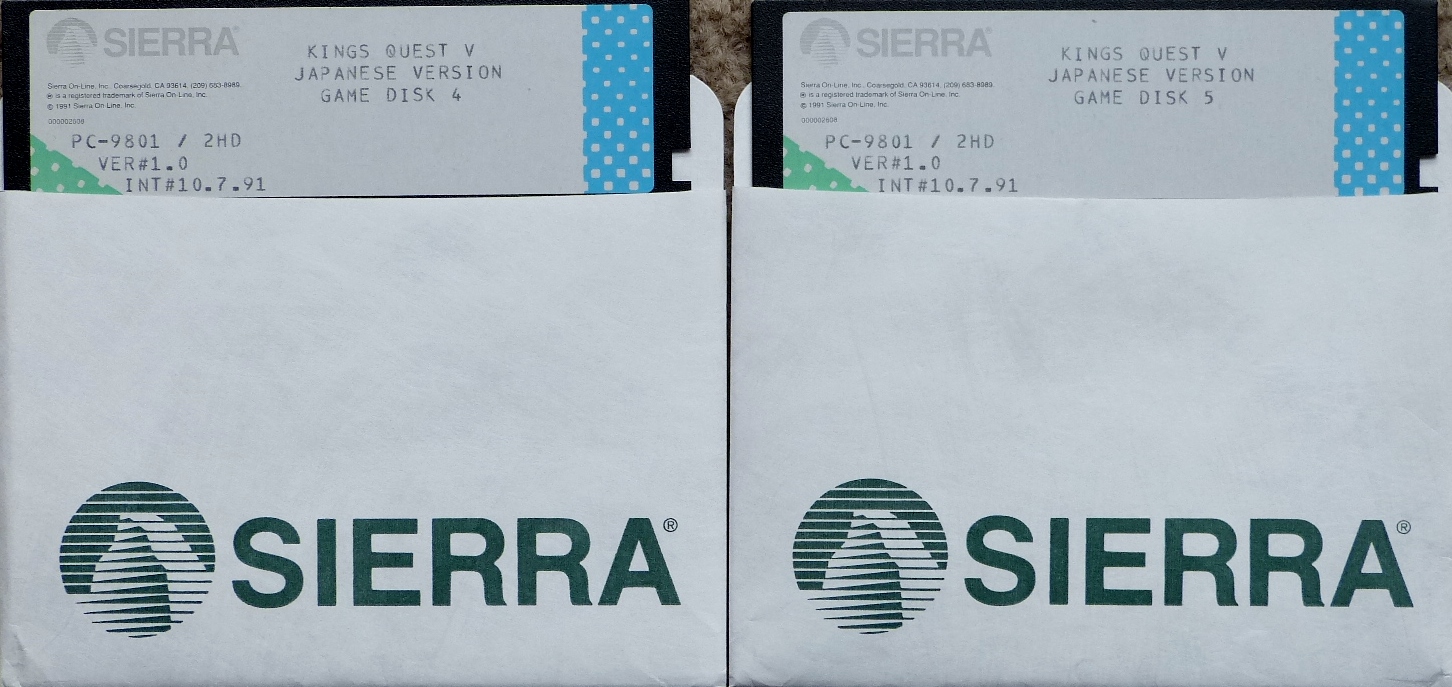 SIERRA®
KINGS QUEST V
JAPANESE VERSION
GAME DISK 4
Sierra On-Line, Inc. Coarsegold, CA 93614, (209) 683-8989.
® is a registered trademark of Sierra On-Line, Inc.
© 1991 Sierra On-Line, Inc.
000002608
PC-9801 / 2HD
VER#1.0
INT#10.7.91
SIERRA®
SIERRA®
KINGS QUEST V
JAPANESE VERSION
GAME DISK 5
Sierra On-Line, Inc. Coarsegold, CA 93614, (209) 683-8989.
® is a registered trademark of Sierra On-Line, Inc.
© 1991 Sierra On-Line, Inc.
000002608
PC-9801 / 2HD
VER#1.0
INT#10.7.91
SIERRA®